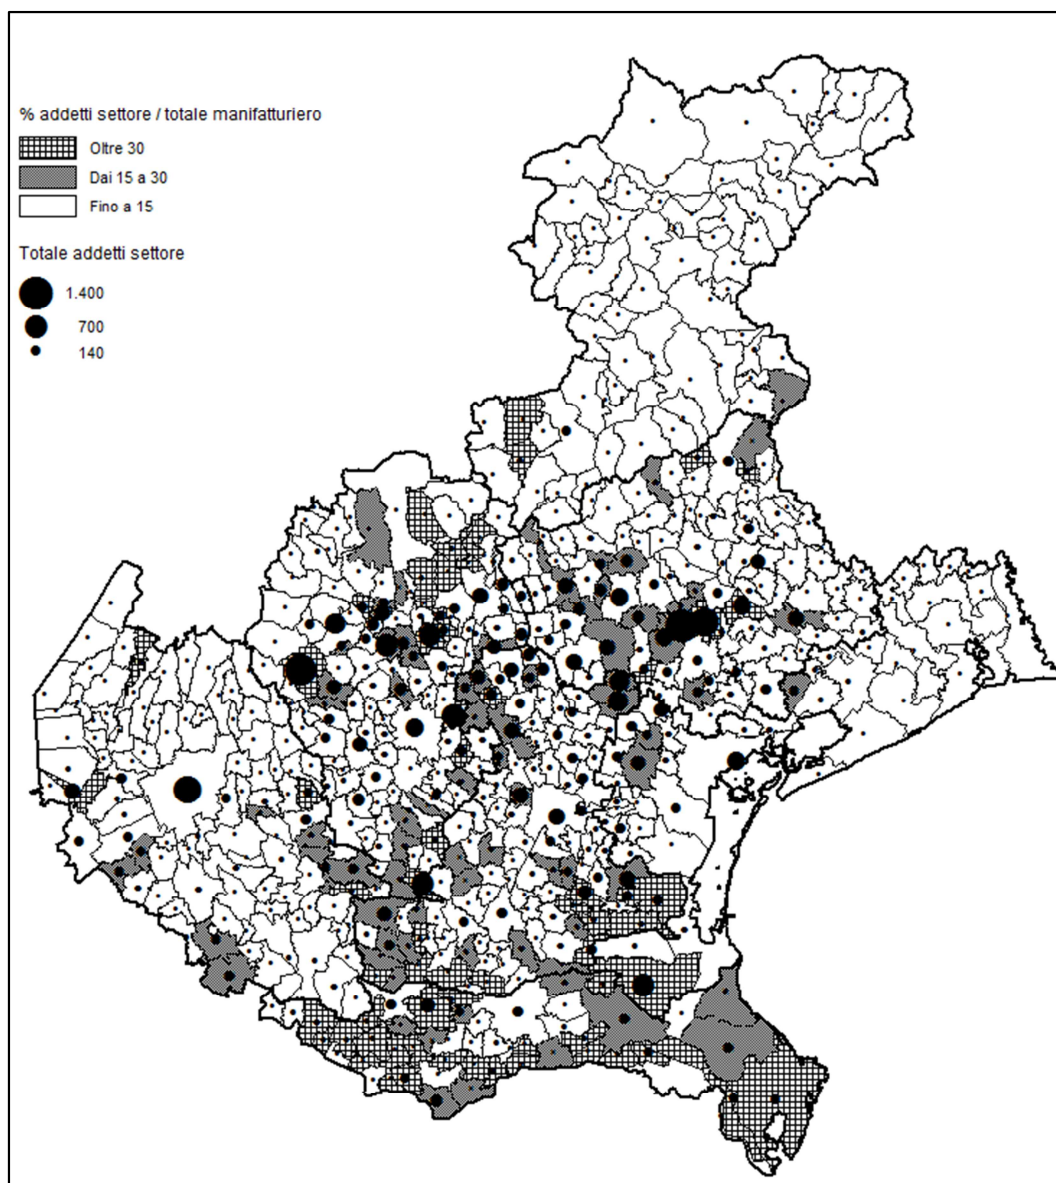 % addetti settore / totale manifatturiero
Oltre 30
Dai 15 a 30
Fino a 15
Totale addetti settore
1.400
700
140